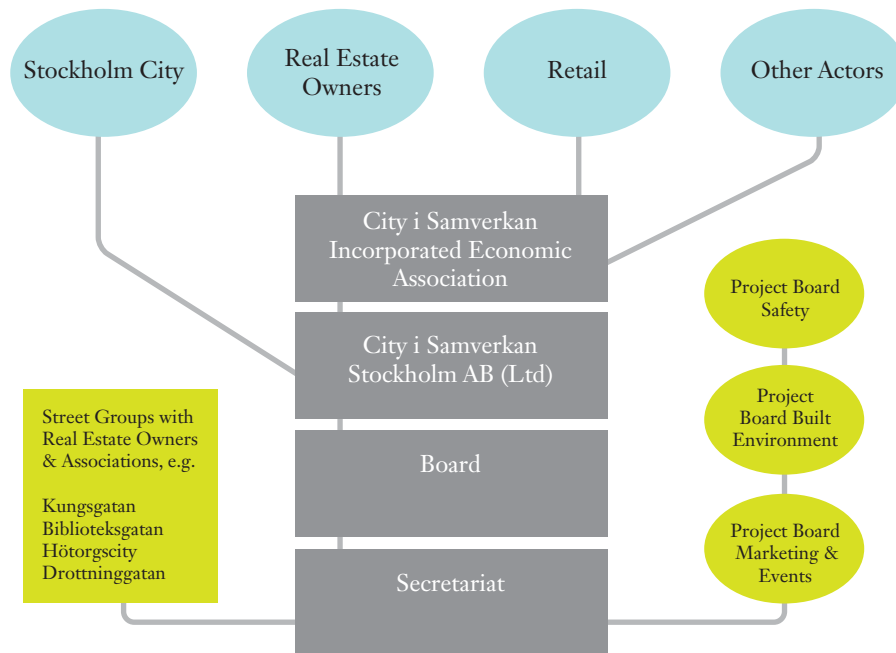 Stockholm City
Real Estate
Owners
Retail
Other Actors
City i Samverkan
Incorporated Economic
Association
City i Samverkan
Stockholm AB (Ltd)
Board
Secretariat
Street Groups with
Real Estate Owners
& Associations, e.g.
Kungsgatan
Biblioteksgatan
Hötorgscity
Drottninggatan
Project Board
Safety
Project
Board Built
Environment
Project Board
Marketing &
Events